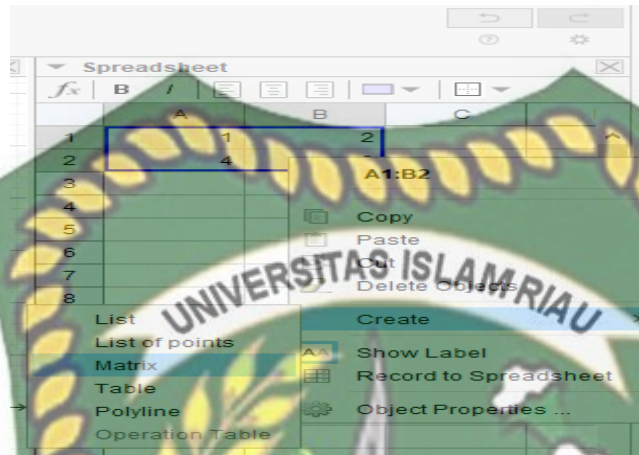 Spreadsheet
fx B I
A B C
1 1 2
2 4
A1:B2
3
4 Copy
5 Paste
6 Cut
7 Delete Objects
8
UNIVERSITAS ISLAM RIAU
List Create
List of points
Matrix Show Label
Table Record to Spreadsheet
Polyline Object Properties ...
Operation Table